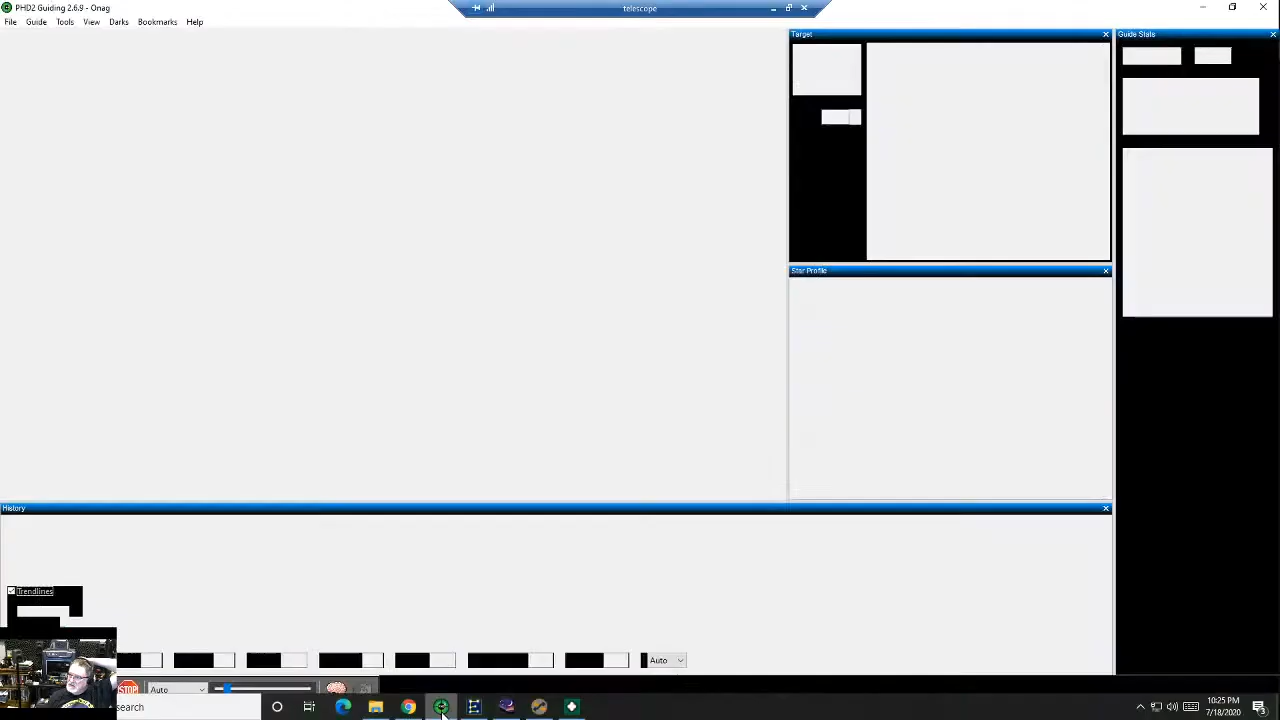 PHD2 Guiding 2.6.9 - Onag
telescope
File Guide Tools View Darks Bookmarks Help
Target
Guide Stats
Star Profile
History
Trendlines
Auto
STOP
Auto
search
10:25 PM
7/18/2020